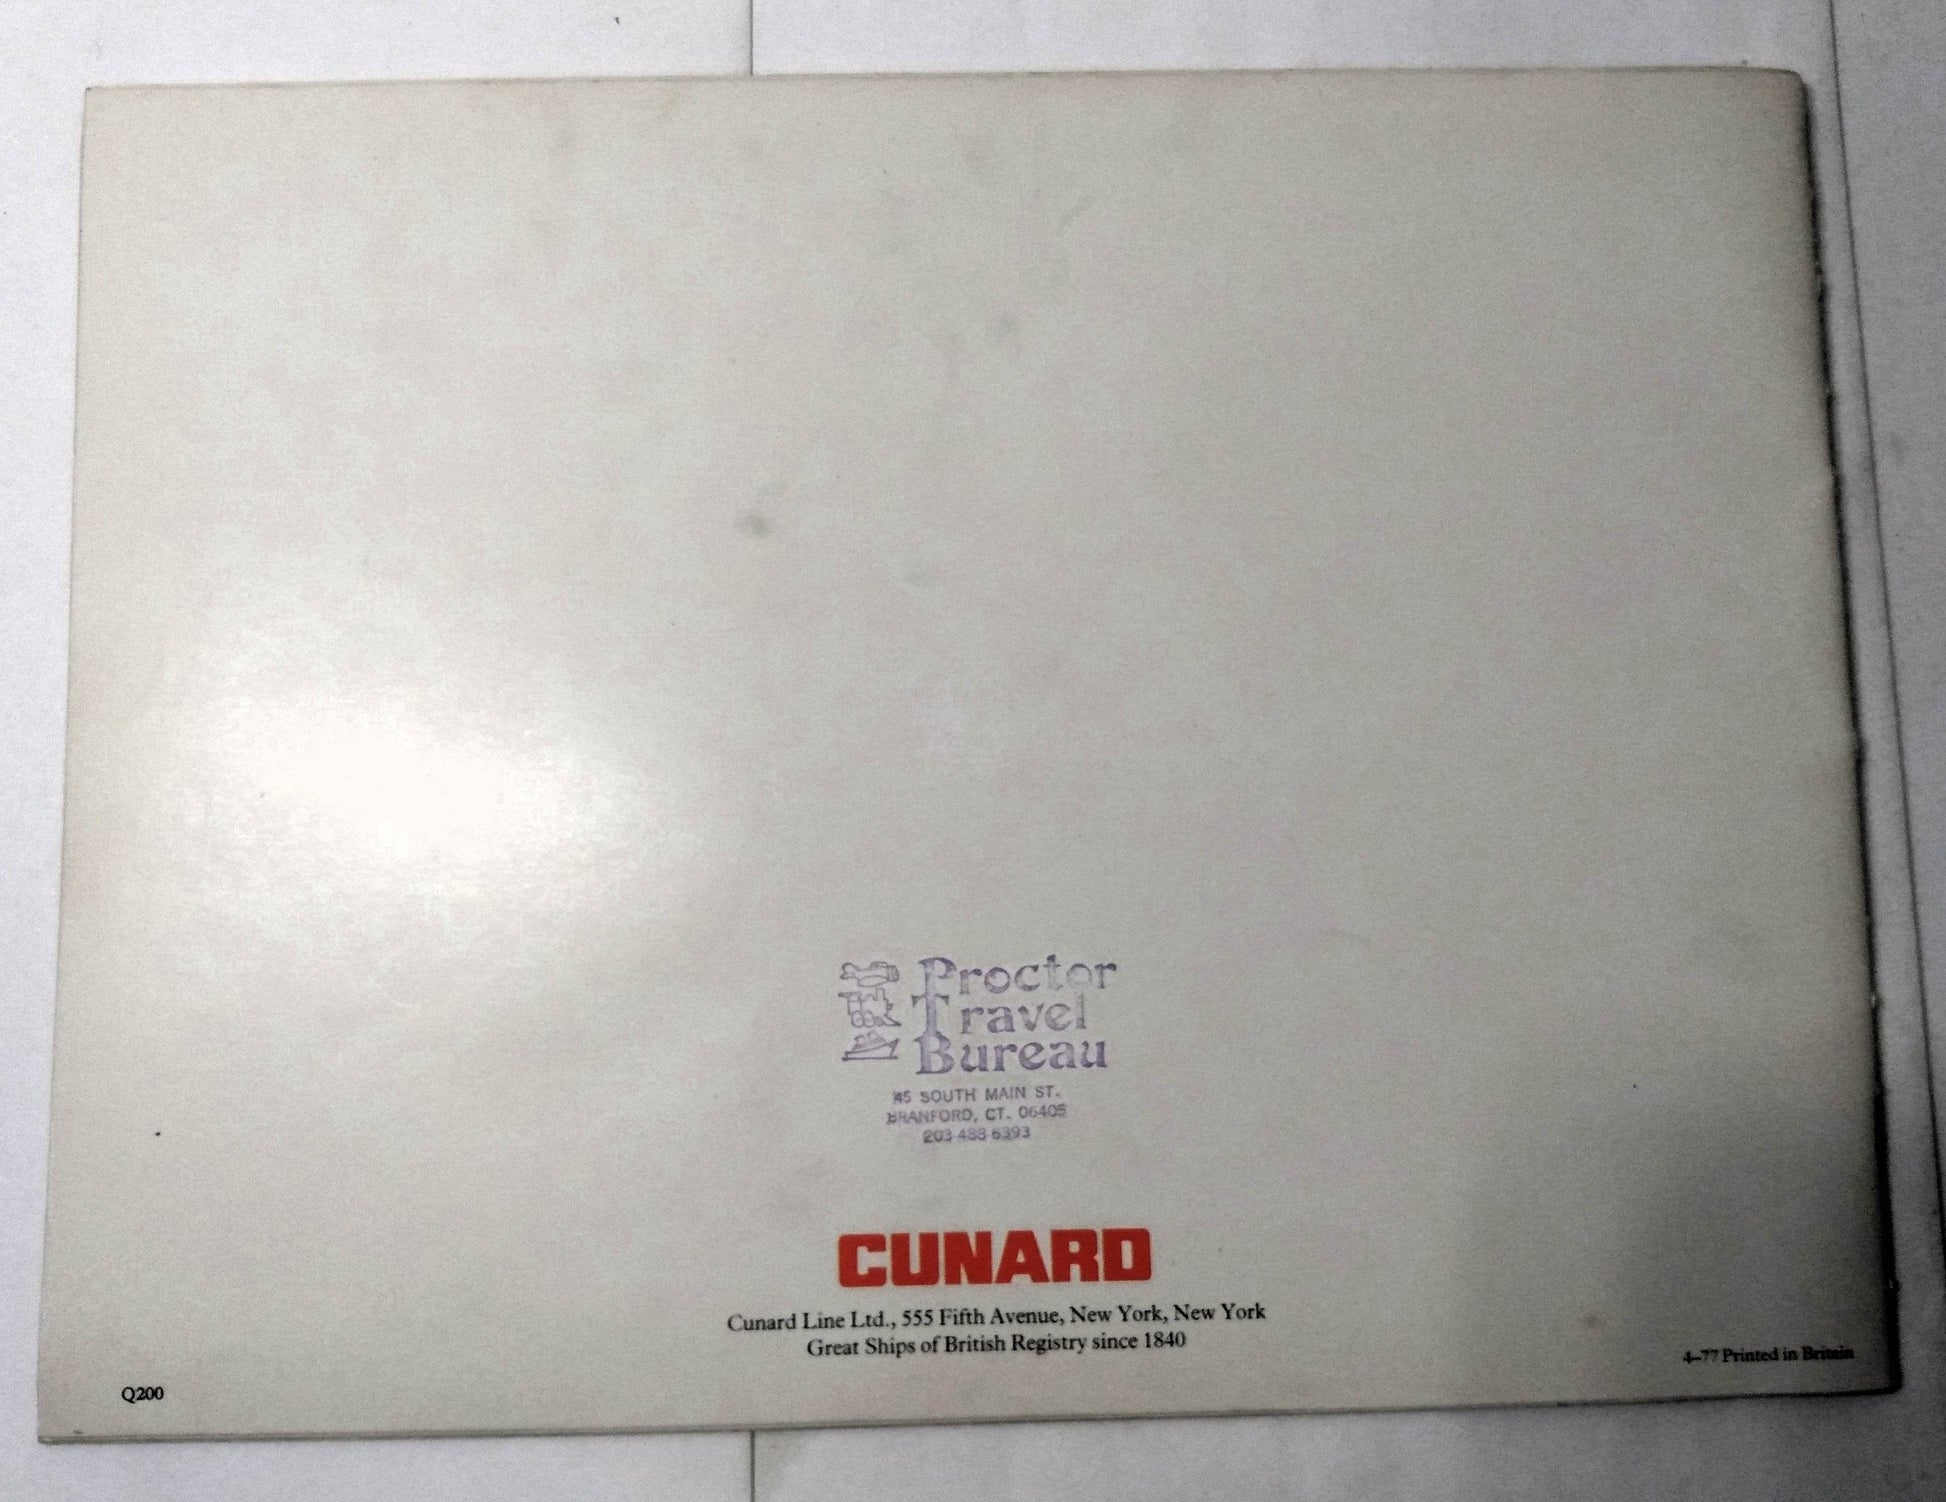 Proctor
Travel
Bureau
45 SOUTH MAIN ST.
BRANFORD, CT. 06405
203-488-6393
CUNARD
Cunard Line Ltd., 555 Fifth Avenue, New York, New York
Great Ships of British Registry since 1840
4-77 Printed in Britain
Q200